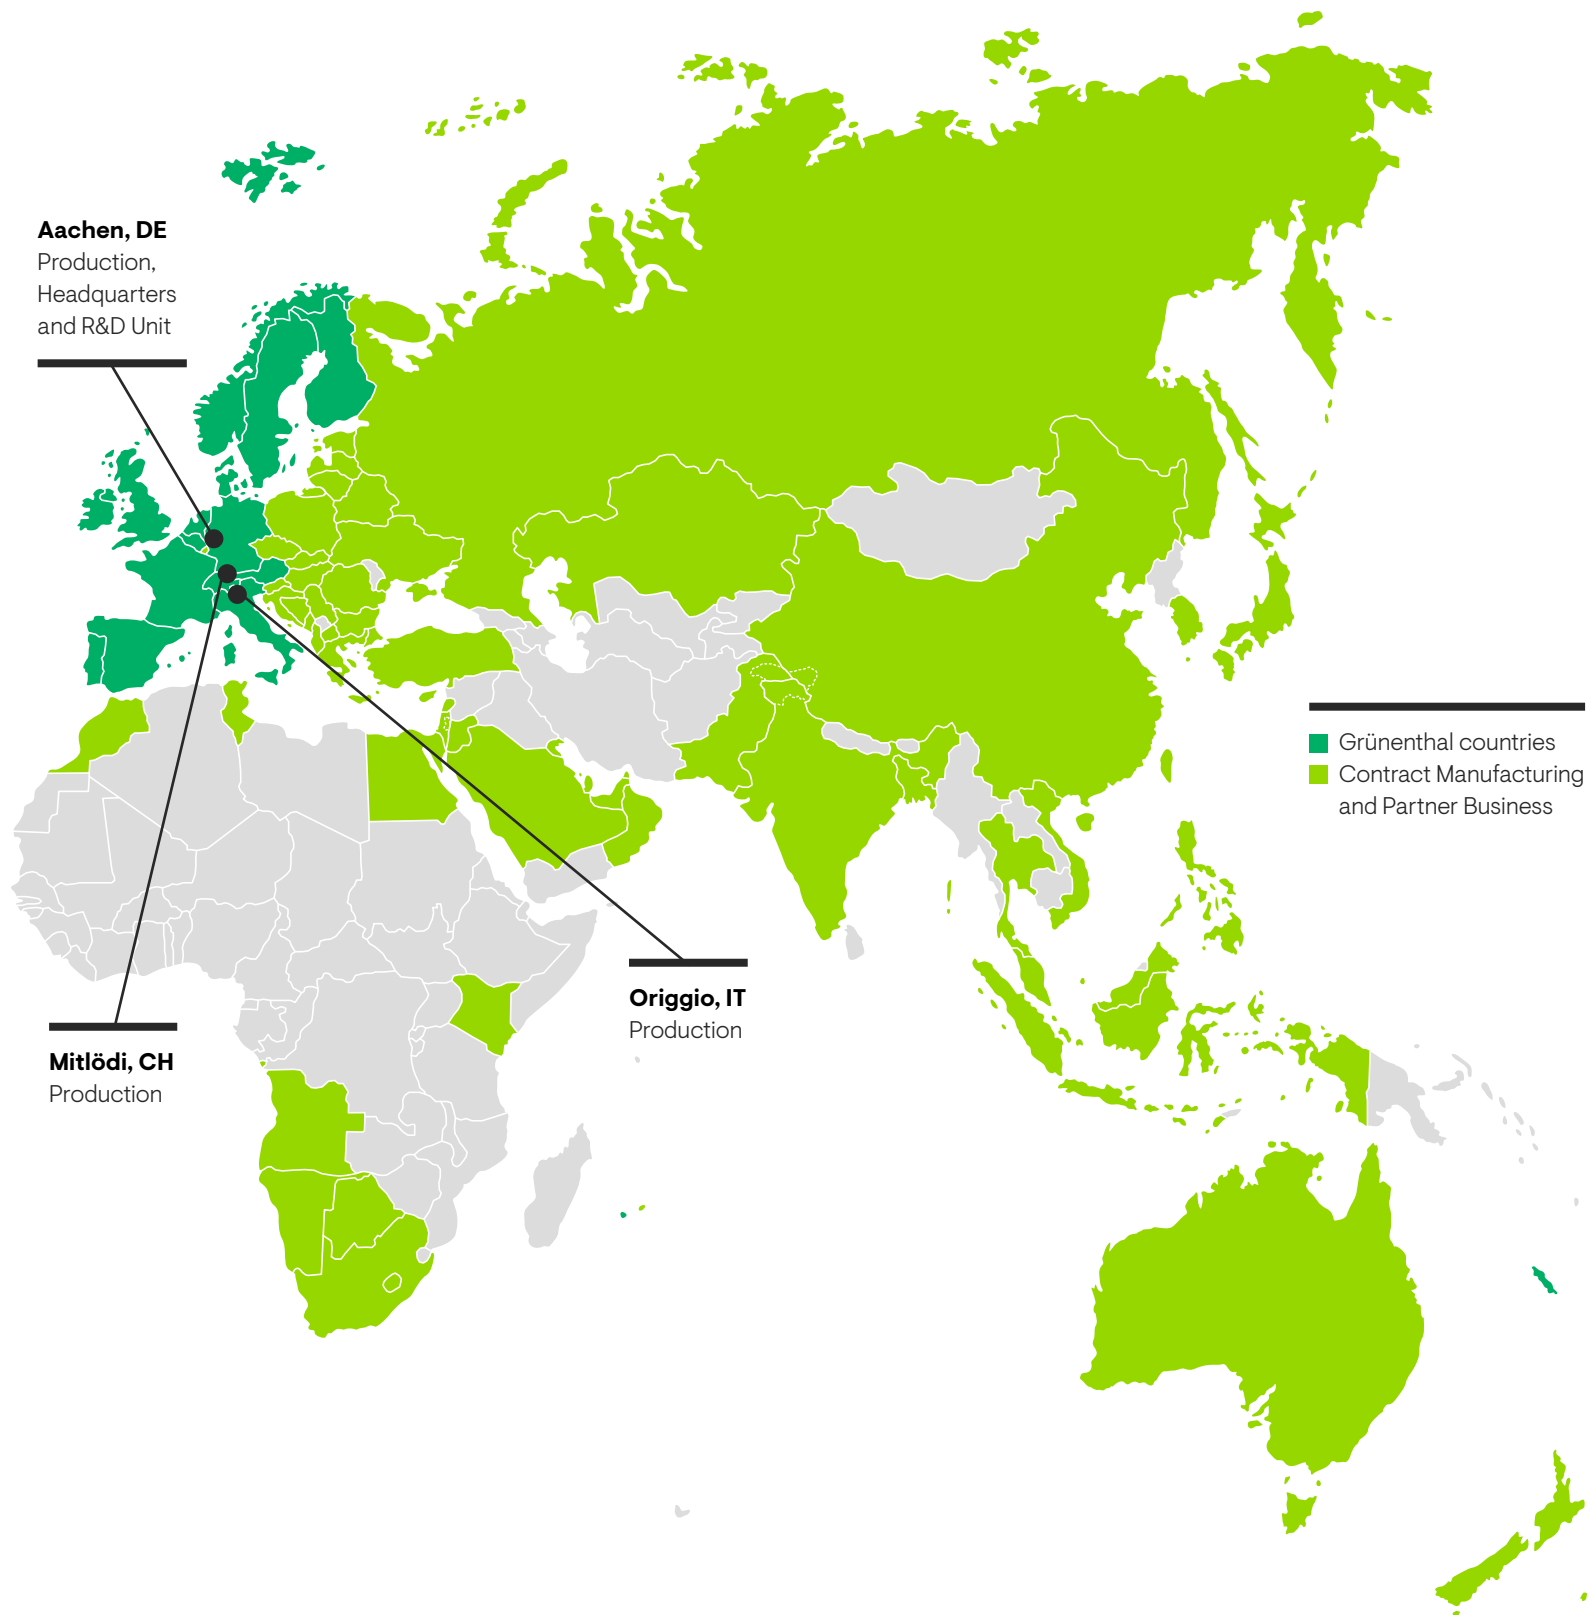 Aachen, DE
Production,
Headquarters
and R&D Unit
Grünenthal countries
Contract Manufacturing
and Partner Business
Origgio, IT
Production
Mitlödi, CH
Production